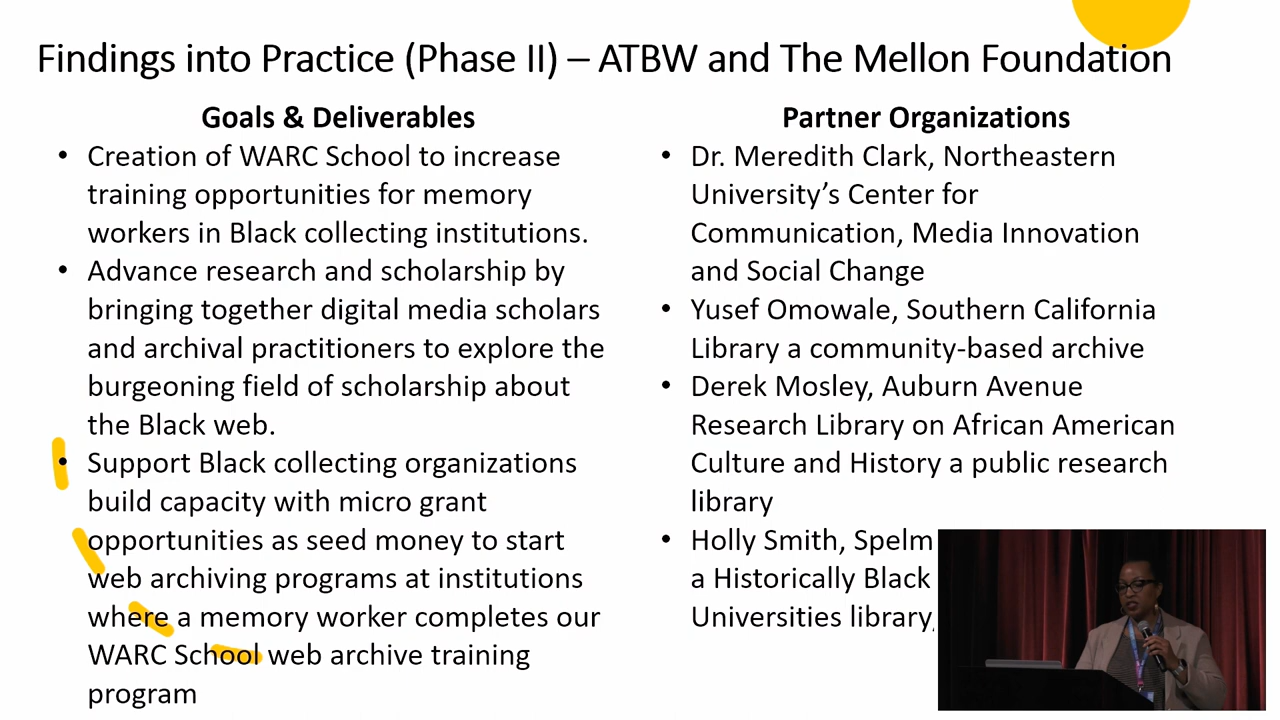 Findings into Practice (Phase II) – ATBW and The Mellon Foundation
Goals & Deliverables
• Creation of WARC School to increase
training opportunities for memory
workers in Black collecting institutions.
• Advance research and scholarship by
bringing together digital media scholars
and archival practitioners to explore the
burgeoning field of scholarship about
the Black web.
• Support Black collecting organizations
build capacity with micro grant
opportunities as seed money to start
web archiving programs at institutions
where a memory worker completes our
WARC School web archive training
program
Partner Organizations
• Dr. Meredith Clark, Northeastern
University’s Center for
Communication, Media Innovation
and Social Change
• Yusef Omowale, Southern California
Library a community-based archive
• Derek Mosley, Auburn Avenue
Research Library on African American
Culture and History a public research
library
• Holly Smith, Spelm
a Historically Black
Universities library,